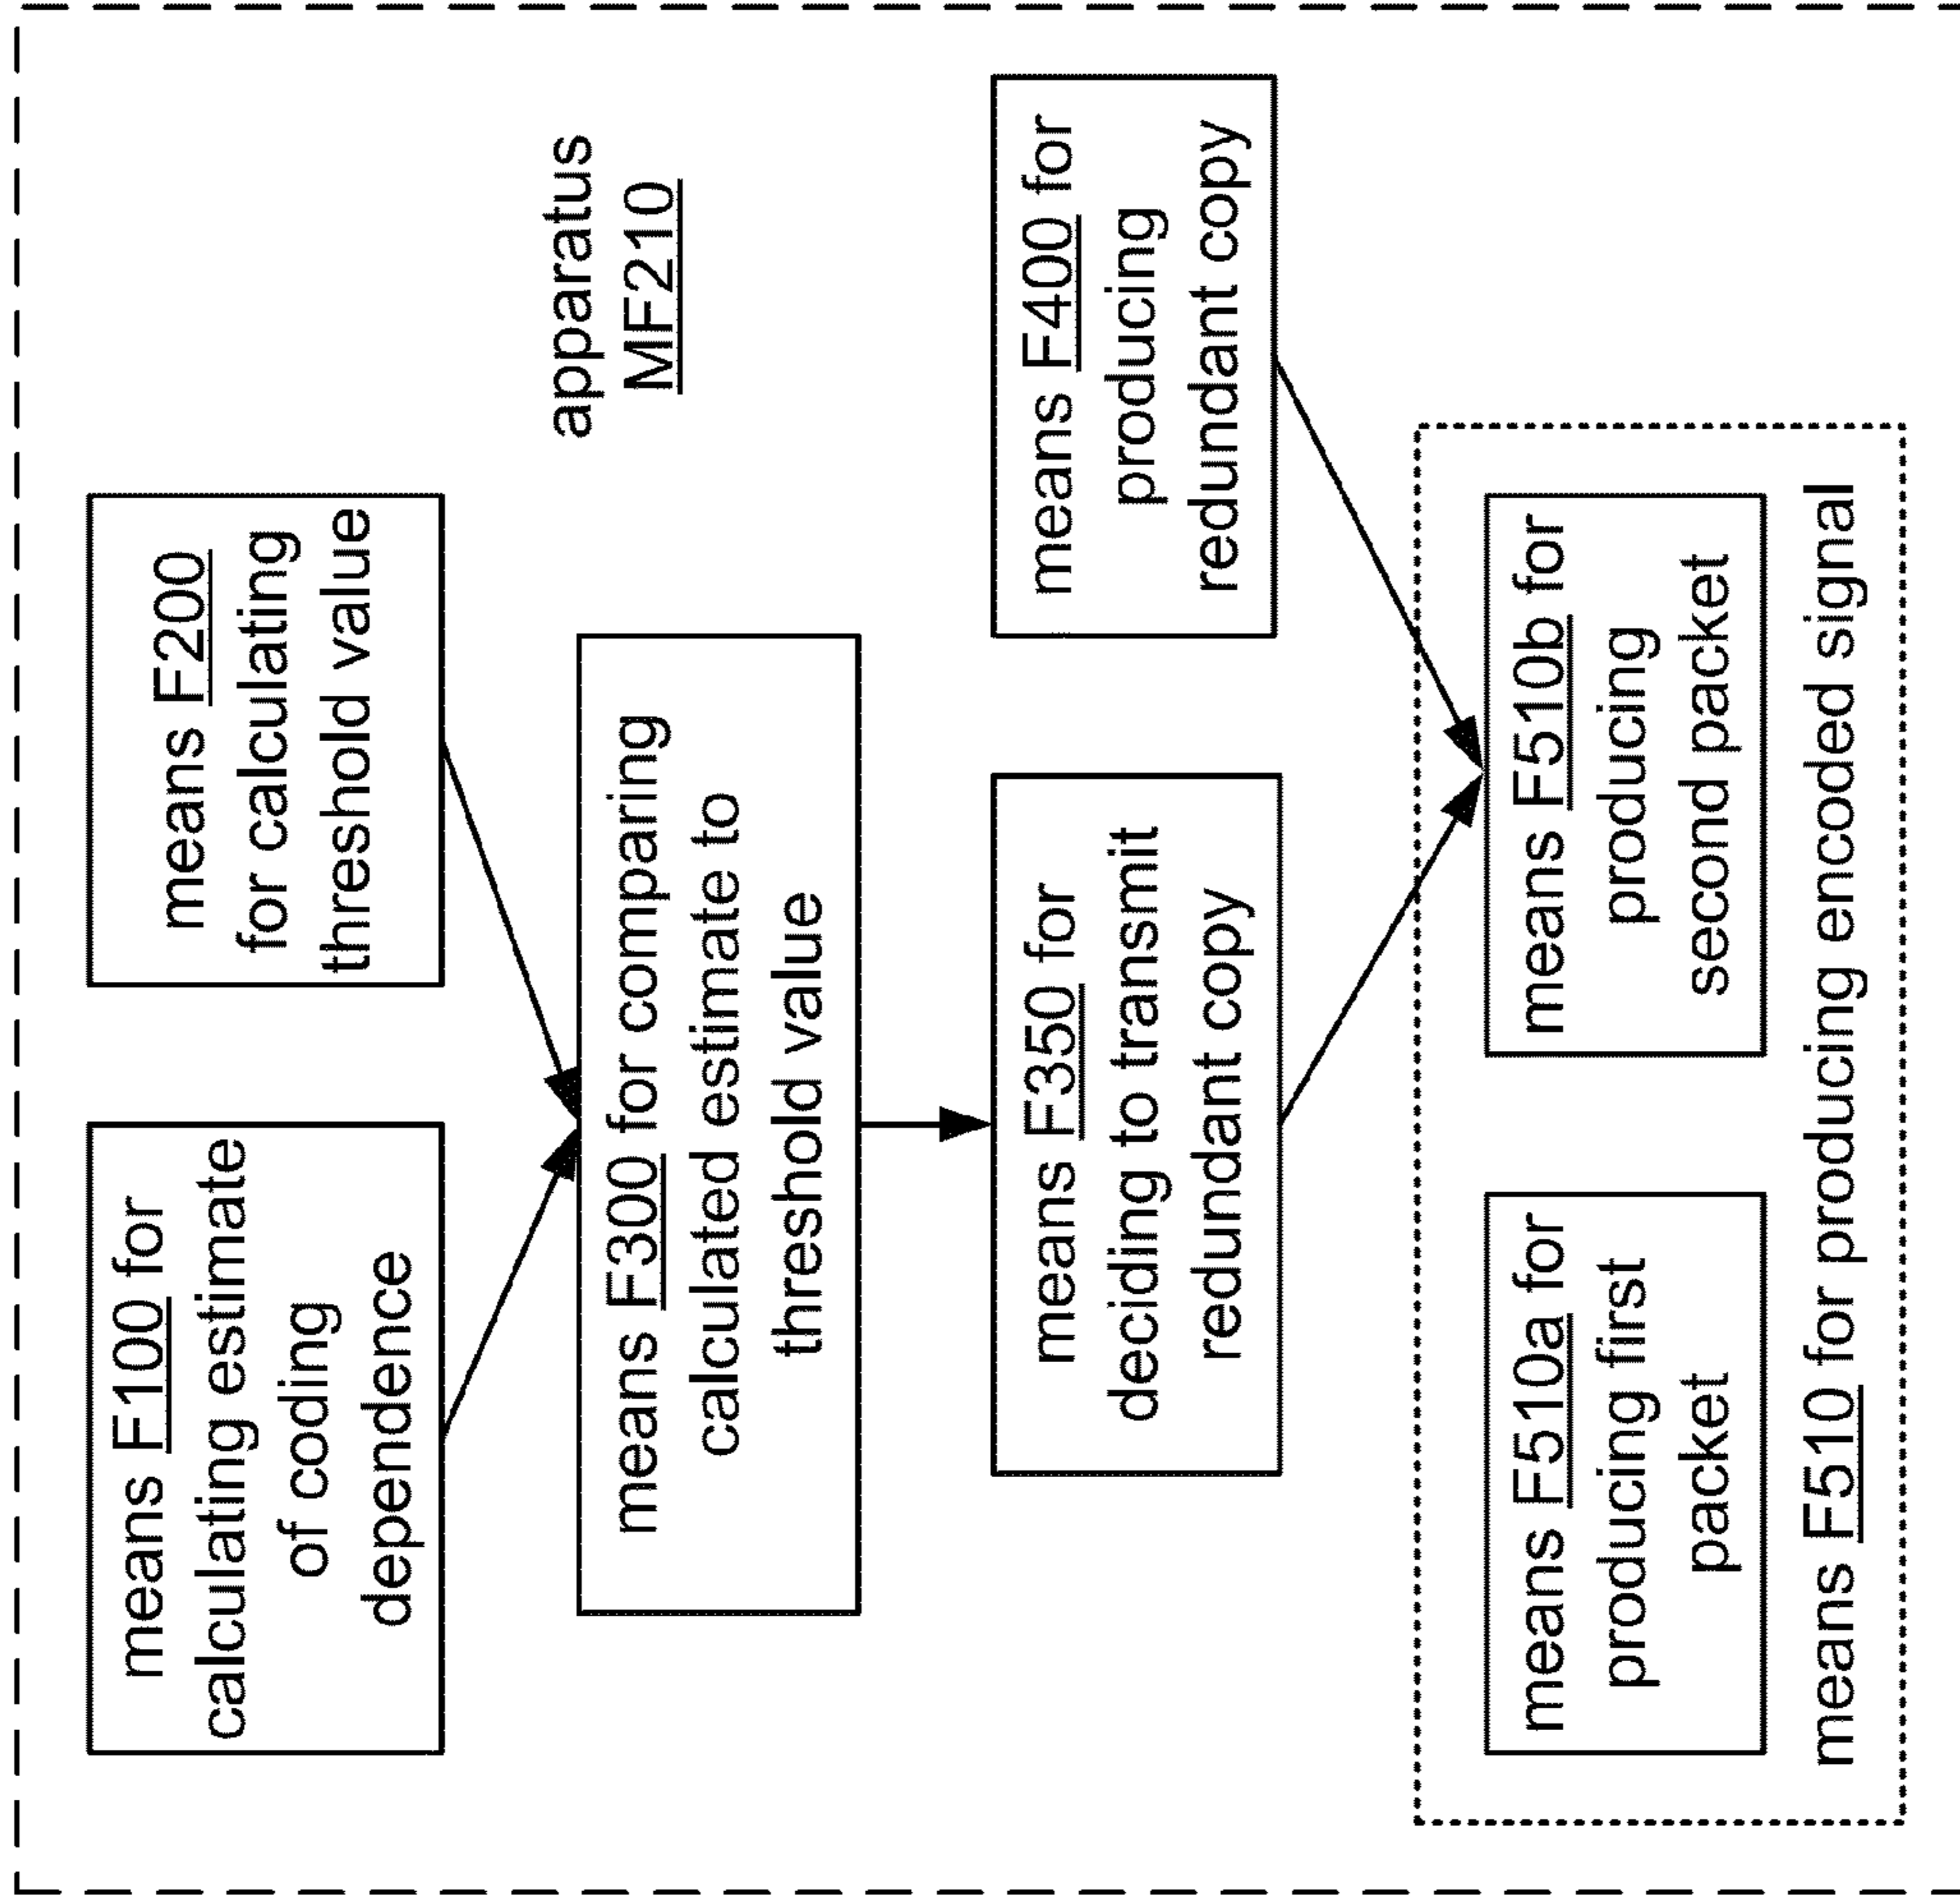 means F100 for
calculating estimate
of coding
dependence
means F200
for calculating
threshold value
means F300 for comparing
calculated estimate to
threshold value
apparatus
MF210
means F350 for
deciding to transmit
redundant copy
means F400 for
producing
redundant copy
means F510a for
producing first
packet
means F510b for
producing
second packet
means F510 for producing encoded signal